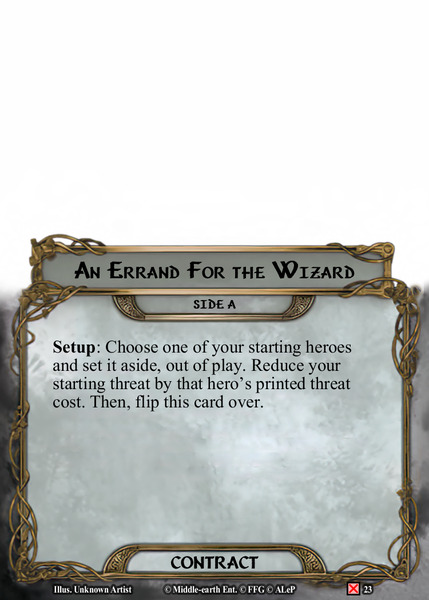 An Errand For the Wizard
SIDE A
Setup: Choose one of your starting heroes
and set it aside, out of play. Reduce your
starting threat by that hero's printed threat
cost. Then, flip this card over.
CONTRACT
Illus. Unknown Artist © Middle-earth Ent. © FFG © ALeP 23